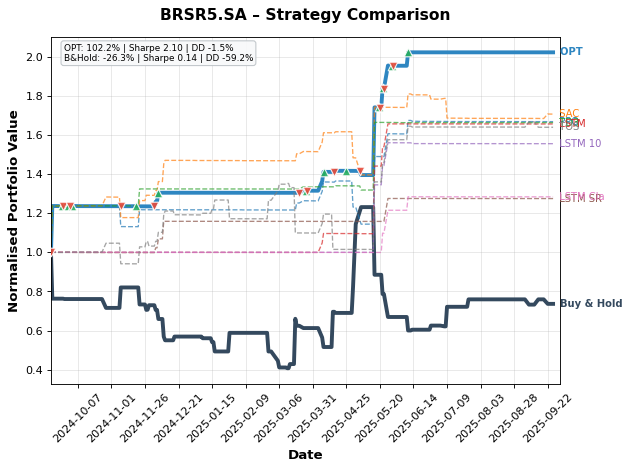 BRSR5.SA – Strategy Comparison
OPT: 102.2% | Sharpe 2.10 | DD -1.5%
B&Hold: -26.3% | Sharpe 0.14 | DD -59.2%
Normalised Portfolio Value
2.0
1.8
1.6
1.4
1.2
1.0
0.8
0.6
0.4
OPT
SAC
LSTM 10
LSTM SR
Buy & Hold
2024-10-07
2024-11-01
2024-11-26
2024-12-21
2025-01-15
2025-02-09
2025-03-06
2025-03-31
2025-04-25
2025-05-20
2025-06-14
2025-07-09
2025-08-03
2025-08-28
2025-09-22
Date